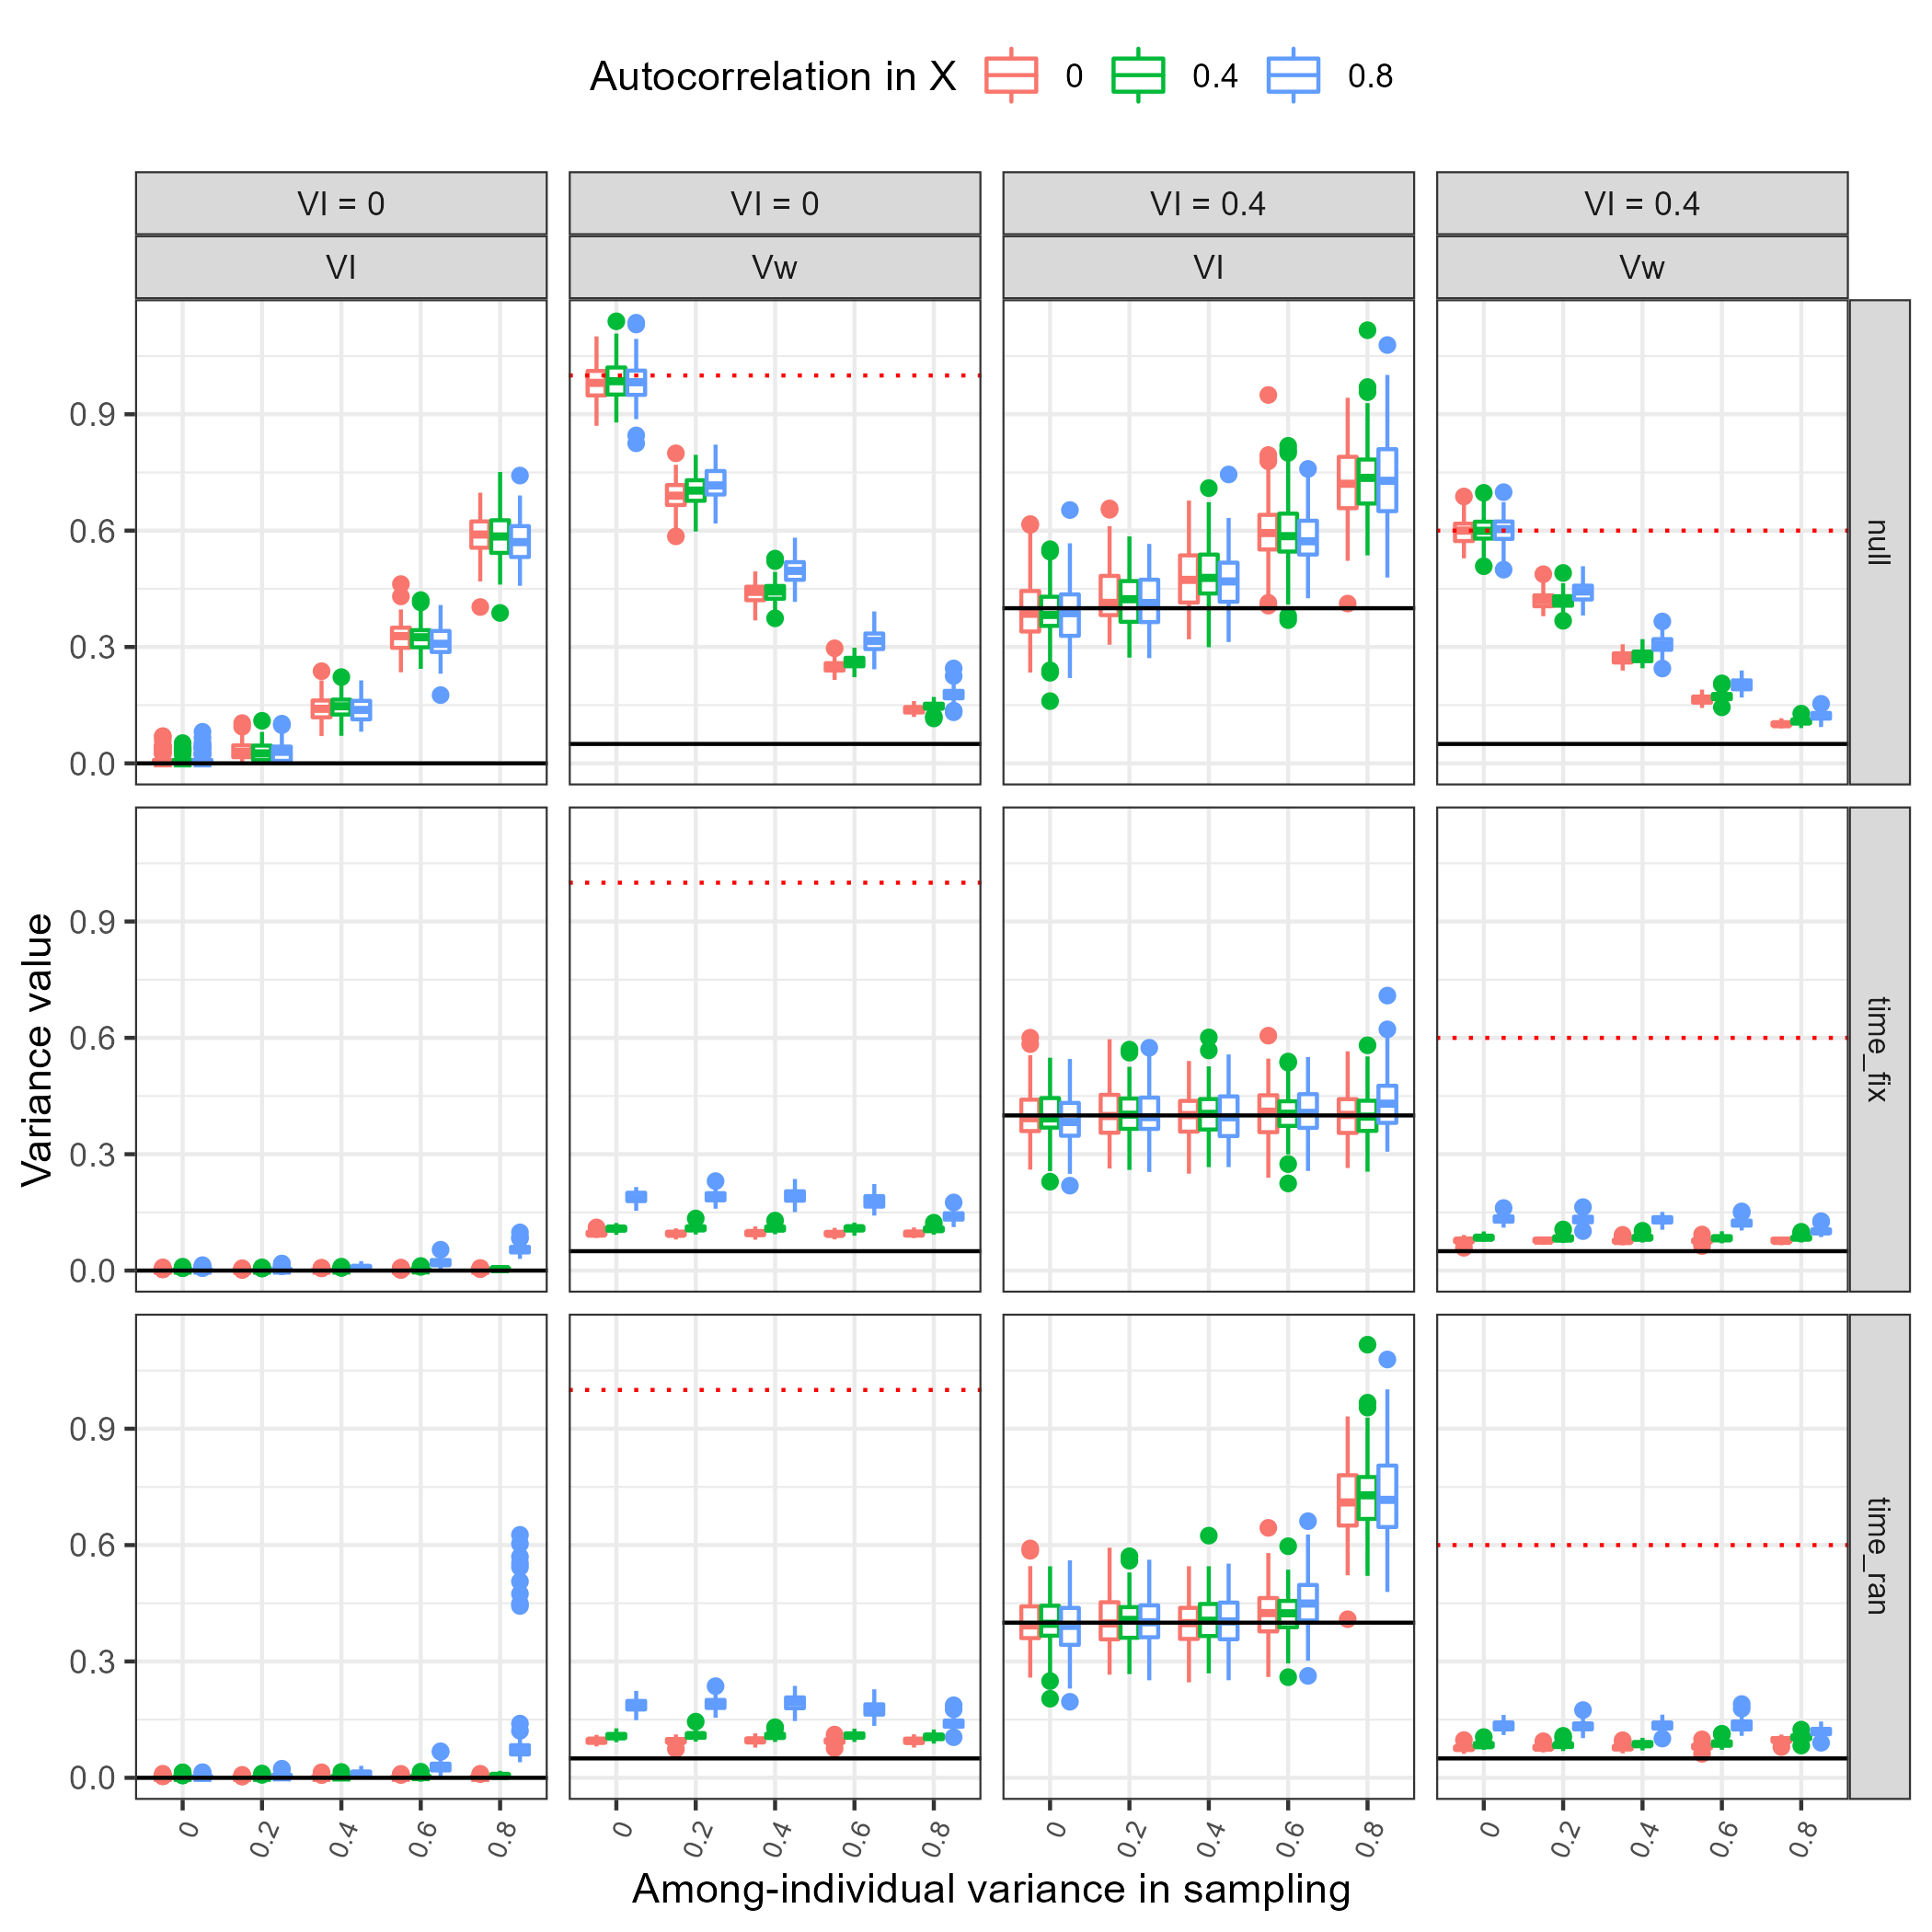 Autocorrelation in X 0 0.4 0.8
VI = 0 VI = 0 VI = 0.4 VI = 0.4
VI Vw VI Vw
0.9
0.6
0.3
0.0
null
Variance value
0.9
0.6
0.3
0.0
time_fix
0.9
0.6
0.3
0.0
time_ran
0 0.2 0.4 0.6 0.8 0 0.2 0.4 0.6 0.8 0 0.2 0.4 0.6 0.8 0 0.2 0.4 0.6 0.8
Among-individual variance in sampling